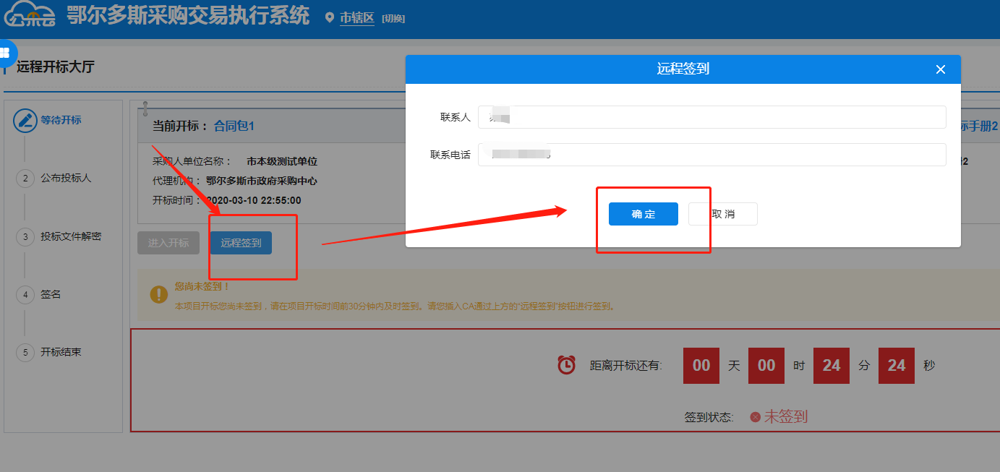 公采云
鄂尔多斯采购交易执行系统
市辖区 [切换]
远程开标大厅
等待开标
2 公布投标人
3 投标文件解密
4 签名
5 开标结束
当前开标： 合同包1
标手册2
采购人单位名称： 市本级测试单位
代理机构： 鄂尔多斯市政府采购中心
开标时间： 2020-03-10 22:55:00
进入开标 远程签到
远程签到
联系人
联系电话
确 定 取 消
您尚未签到！
本项目开标您尚未签到，请在项目开标时间前30分钟内及时签到。请您插入CA通过上方的“远程签到”按钮进行签到。
距离开标还有: 00 天 00 时 24 分 24 秒
签到状态: 未签到